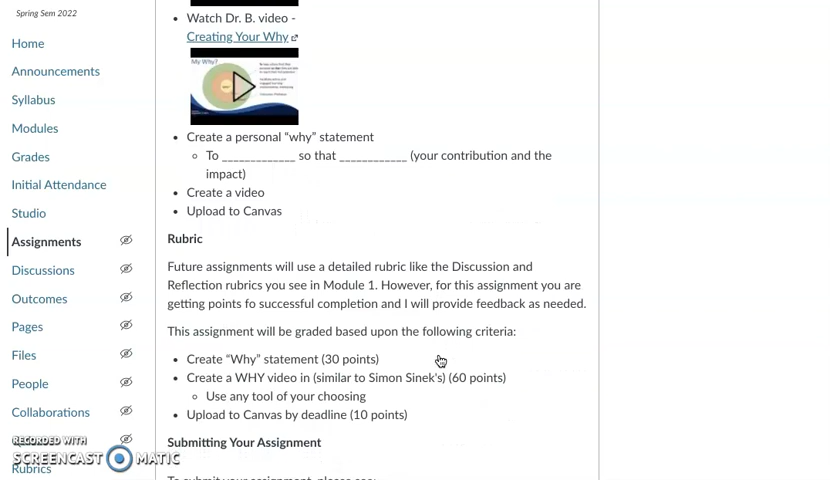 Spring Sem 2022
Home
Announcements
Syllabus
Modules
Grades
Initial Attendance
Studio
Assignments
Discussions
Outcomes
Pages
Files
People
Collaborations
Rubrics
RECORDED WITH
SCREENCAST MATIC
• Watch Dr. B. video -
Creating Your Why
My Why?
• Create a personal “why” statement
◦ To _____________ so that ____________ (your contribution and the
impact)
• Create a video
• Upload to Canvas
Rubric
Future assignments will use a detailed rubric like the Discussion and
Reflection rubrics you see in Module 1. However, for this assignment you are
getting points fo successful completion and I will provide feedback as needed.
This assignment will be graded based upon the following criteria:
• Create “Why” statement (30 points)
• Create a WHY video in (similar to Simon Sinek's) (60 points)
◦ Use any tool of your choosing
• Upload to Canvas by deadline (10 points)
Submitting Your Assignment